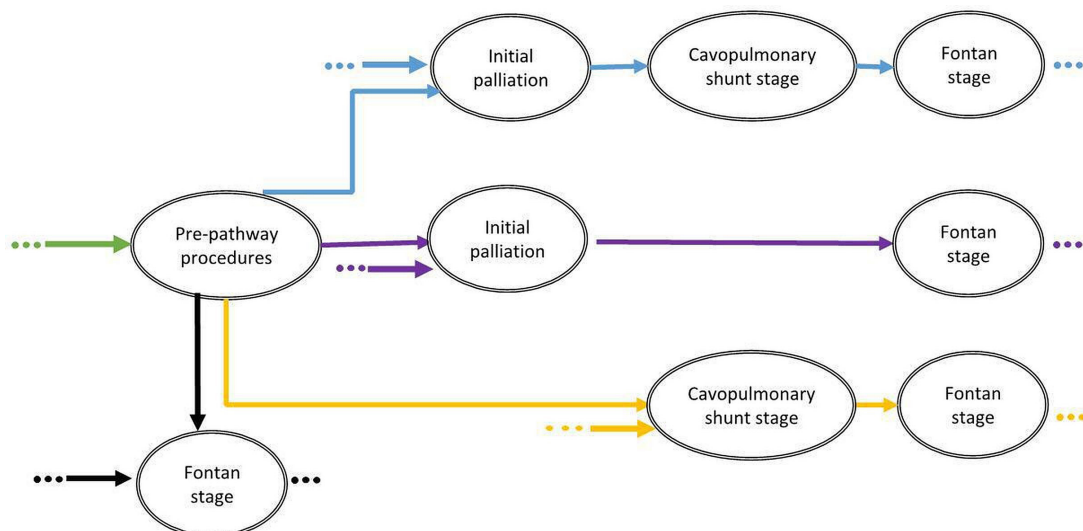 Initial
palliation
Cavopulmonary
shunt stage
Fontan
stage
Pre-pathway
procedures
Initial
palliation
Fontan
stage
Cavopulmonary
shunt stage
Fontan
stage
Fontan
stage